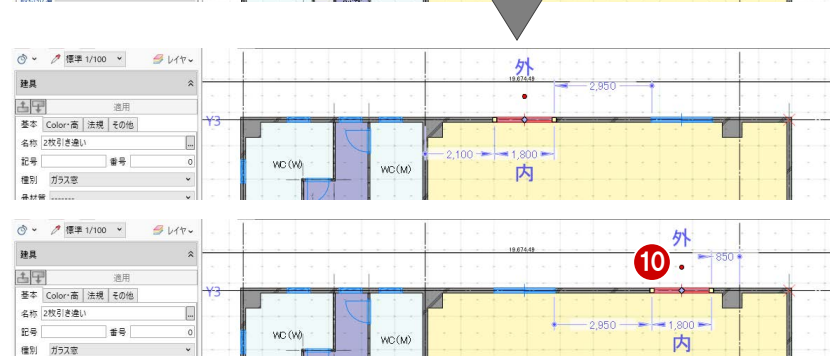 標準 1/100 レイヤ
外
19,674.49
建具
2,950
適用
Y3
基本 Color・高 法規 その他
名称 2枚引き違い ...
WC(W) 2,100 1,800
記号 番号 0
WC(M) 内
種別 ガラス窓
標準 1/100 レイヤ
外
19,674.49
建具
10 850
適用
Y3
基本 Color・高 法規 その他
名称 2枚引き違い ...
2,950 1,800
記号 番号 0
WC(W) WC(M) 内
種別 ガラス窓